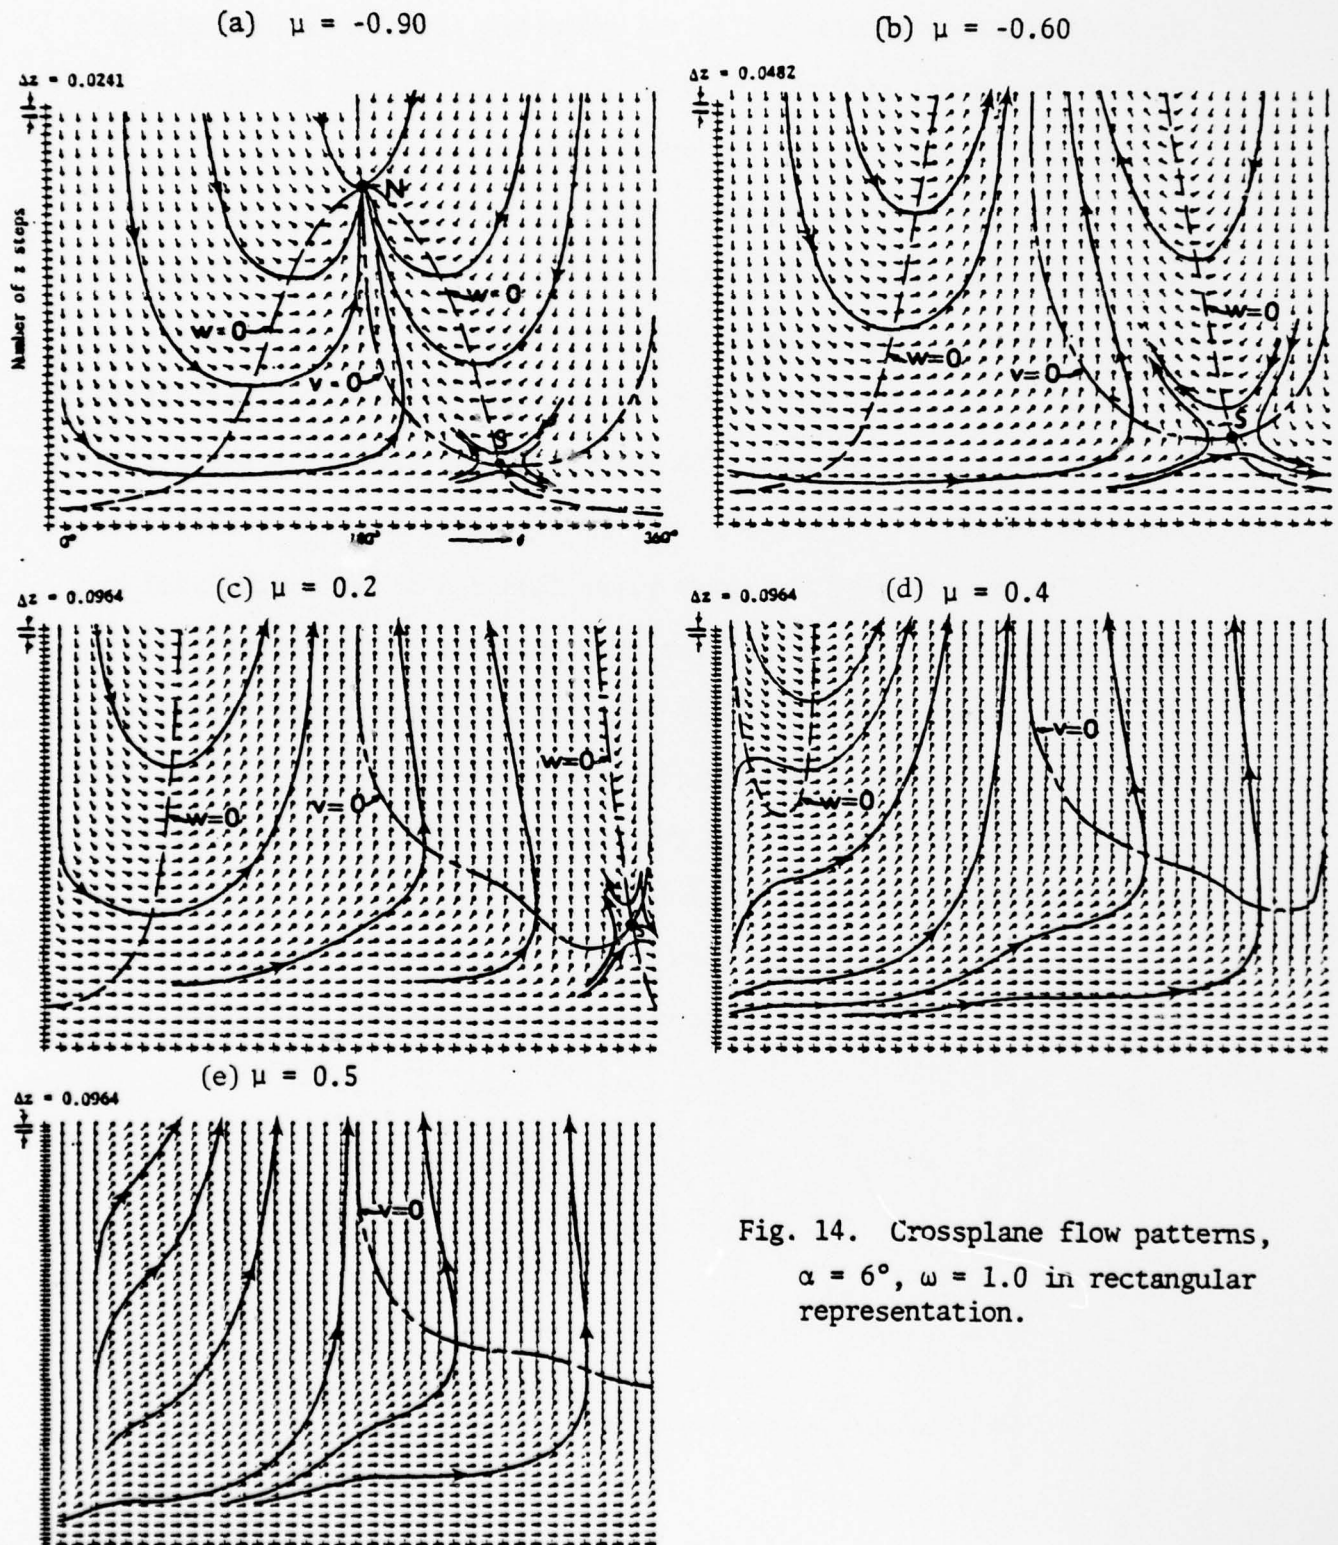 (a) μ = -0.90
Δz = 0.0241
Number of z steps
N
w=0
w=0
v=0
S
0° 180° θ 360°
(b) μ = -0.60
Δz = 0.0482
w=0
w=0
v=0
S
(c) μ = 0.2
Δz = 0.0964
w=0
w=0
v=0
S
(d) μ = 0.4
Δz = 0.0964
v=0
w=0
(e) μ = 0.5
Δz = 0.0964
v=0
Fig. 14. Crossplane flow patterns,
α = 6°, ω = 1.0 in rectangular
representation.